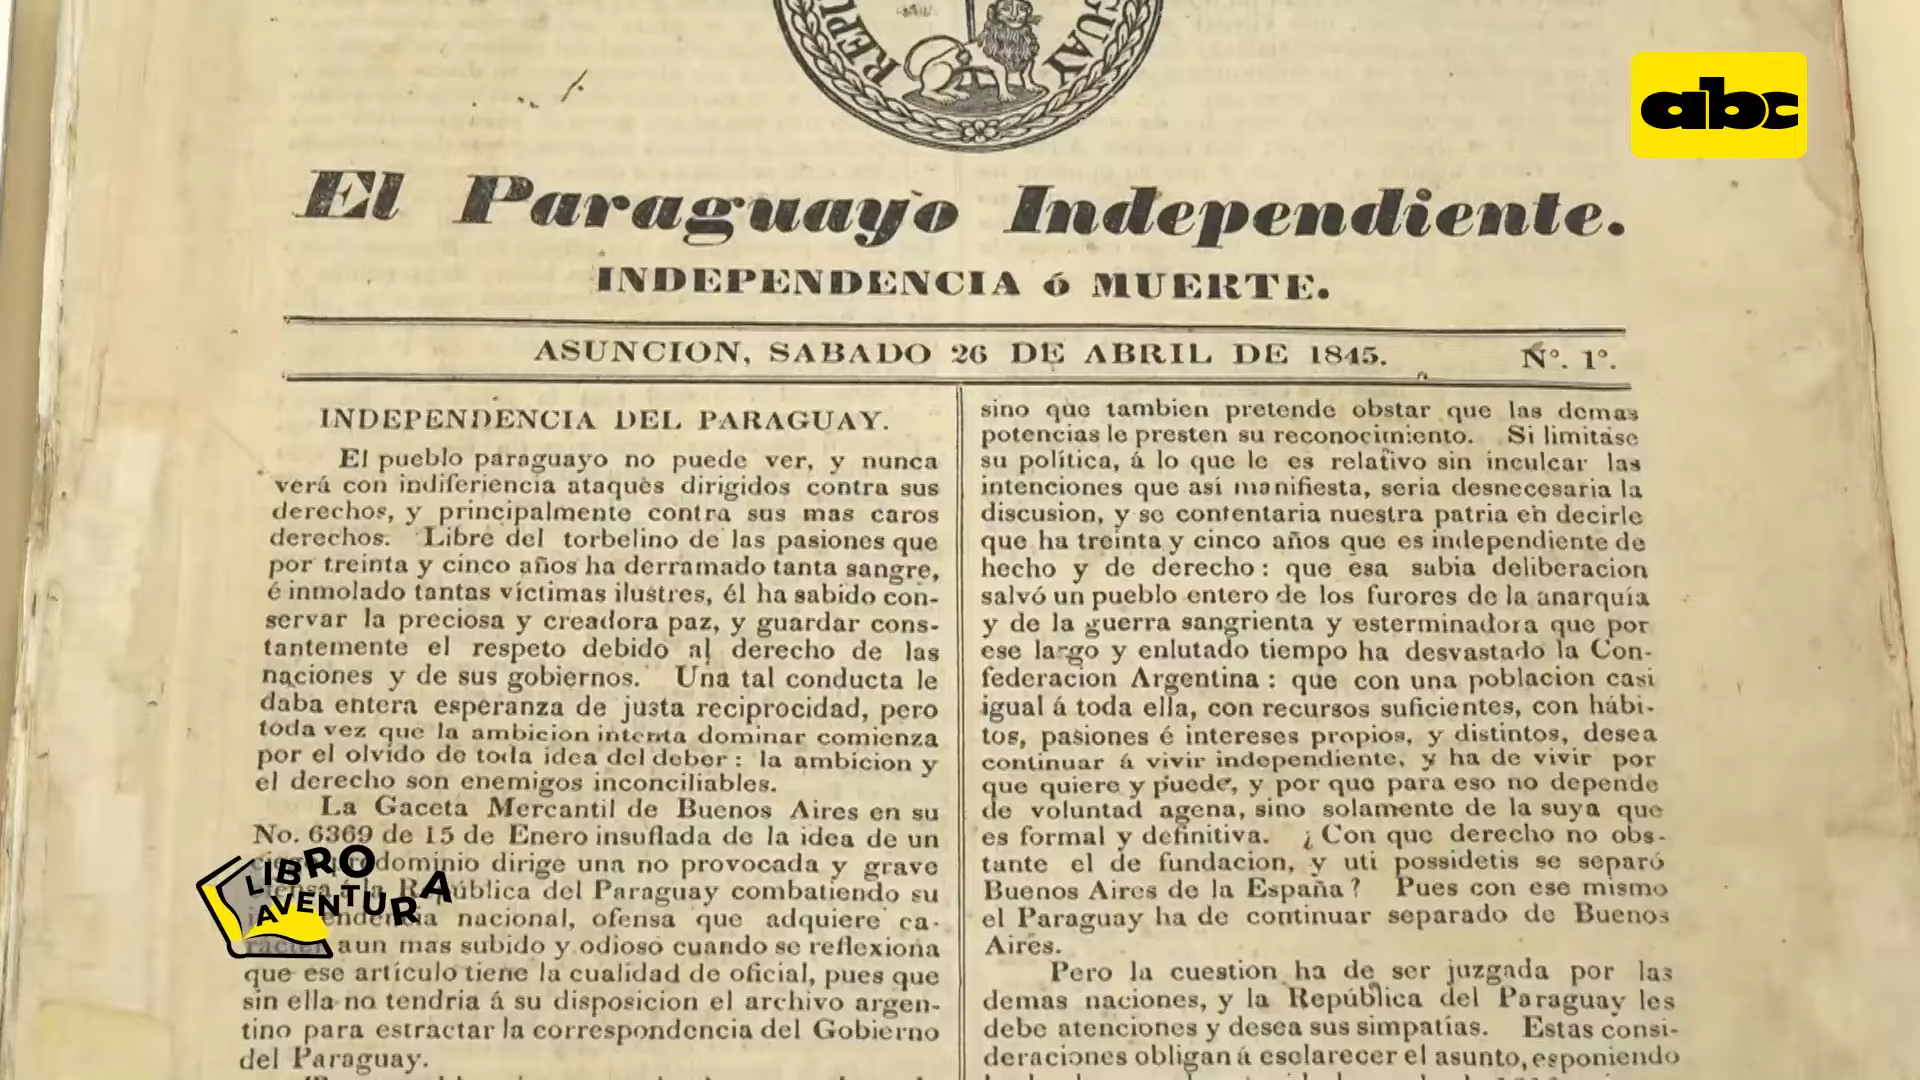 REPU
GUAY
abc
El Paraguayo Independiente.
INDEPENDENCIA ó MUERTE.
ASUNCION, SABADO 26 DE ABRIL DE 1845. Nº. 1º.
INDEPENDENCIA DEL PARAGUAY.
El pueblo paraguayo no puede ver, y nunca
verá con indiferiencia ataques dirigidos contra sus
derechos, y principalmente contra sus mas caros
derechos. Libre del torbelino de las pasiones que
por treinta y cinco años ha derramado tanta sangre,
é inmolado tantas víctimas ilustres, él ha sabido con-
servar la preciosa y creadora paz, y guardar cons-
tantemente el respeto debido al derecho de las
naciones y de sus gobiernos. Una tal conducta le
daba entera esperanza de justa reciprocidad, pero
toda vez que la ambicion intenta dominar comienza
por el olvido de toda idea del deber: la ambicion y
el derecho son enemigos inconciliables.
La Gaceta Mercantil de Buenos Aires en su
No. 6369 de 15 de Enero insuflada de la idea de un
predominio dirige una no provocada y grave
República del Paraguay combatiendo su
nacional, ofensa que adquiere ca-
racter aun mas subido y odioso cuando se reflexiona
que ese artículo tiene la cualidad de oficial, pues que
sin ella no tendria á su disposicion el archivo argen-
tino para estractar la correspondencia del Gobierno
del Paraguay.
sino que tambien pretende obstar que las demas
potencias le presten su reconocimiento. Si limitase
su política, á lo que le es relativo sin inculcar las
intenciones que así manifiesta, seria desnecesaria la
discusion, y se contentaria nuestra patria en decirle
que ha treinta y cinco años que es independiente de
hecho y de derecho: que esa sabia deliberacion
salvó un pueblo entero de los furores de la anarquía
y de la guerra sangrienta y esterminadora que por
ese largo y enlutado tiempo ha desvastado la Con-
federacion Argentina: que con una poblacion casi
igual á toda ella, con recursos suficientes, con hábi-
tos, pasiones é intereses propios, y distintos, desea
continuar á vivir independiente, y ha de vivir por
que quiere y puede, y por que para eso no depende
de voluntad agena, sino solamente de la suya que
es formal y definitiva. ¿Con que derecho no obs-
tante el de fundacion, y uti possidetis se separó
Buenos Aires de la España? Pues con ese mismo
el Paraguay ha de continuar separado de Buenos
Aires.
Pero la cuestion ha de ser juzgada por las
demas naciones, y la República del Paraguay les
debe atenciones y desea sus simpatías. Estas consi-
deraciones obligan á esclarecer el asunto, esponiendo
LIBRO
AVENTURA